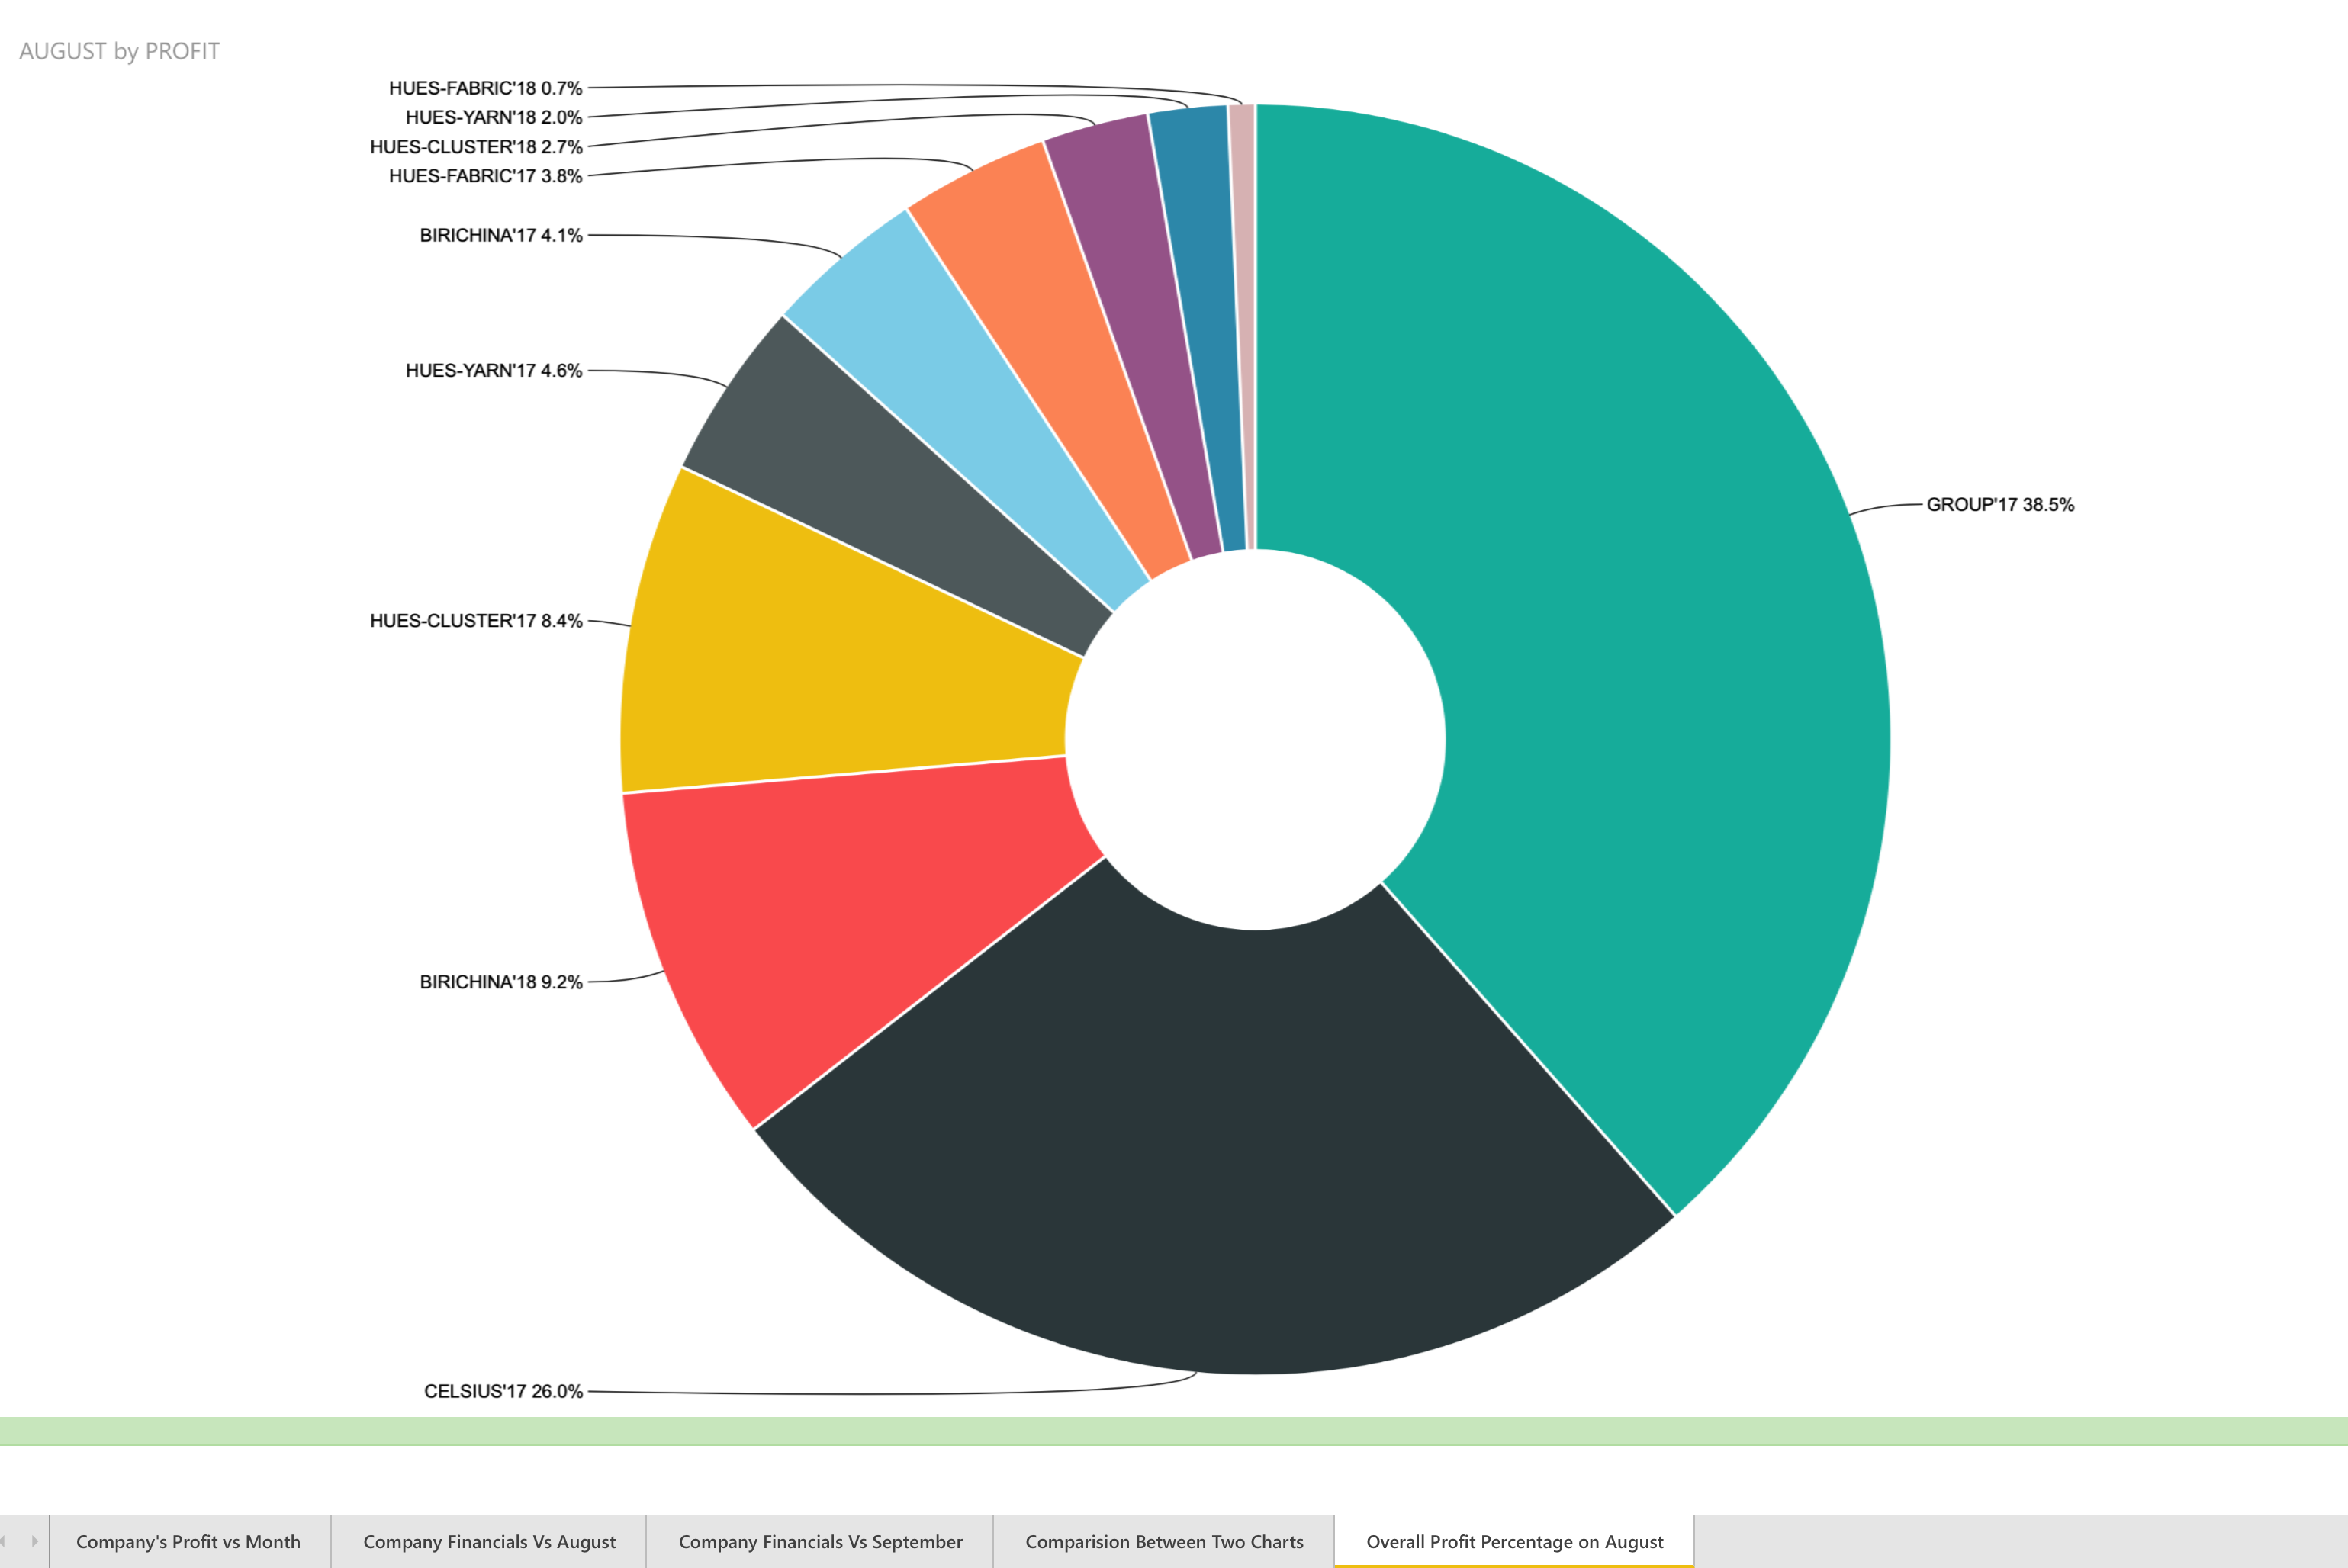 AUGUST by PROFIT
HUES-FABRIC'18 0.7%
HUES-YARN'18 2.0%
HUES-CLUSTER'18 2.7%
HUES-FABRIC'17 3.8%
BIRICHINA'17 4.1%
HUES-YARN'17 4.6%
GROUP'17 38.5%
HUES-CLUSTER'17 8.4%
BIRICHINA'18 9.2%
CELSIUS'17 26.0%
Company's Profit vs Month
Company Financials Vs August
Company Financials Vs September
Comparision Between Two Charts
Overall Profit Percentage on August